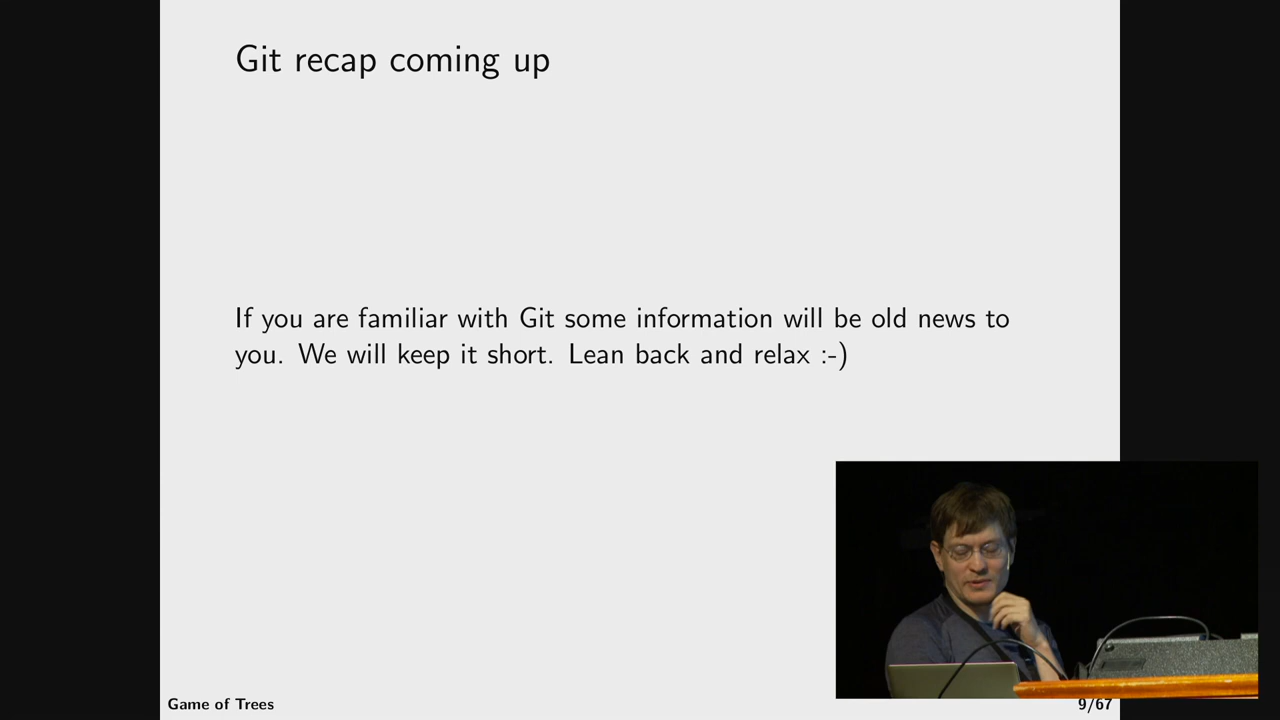 Git recap coming up
If you are familiar with Git some information will be old news to
you. We will keep it short. Lean back and relax :-)
Game of Trees
9/67